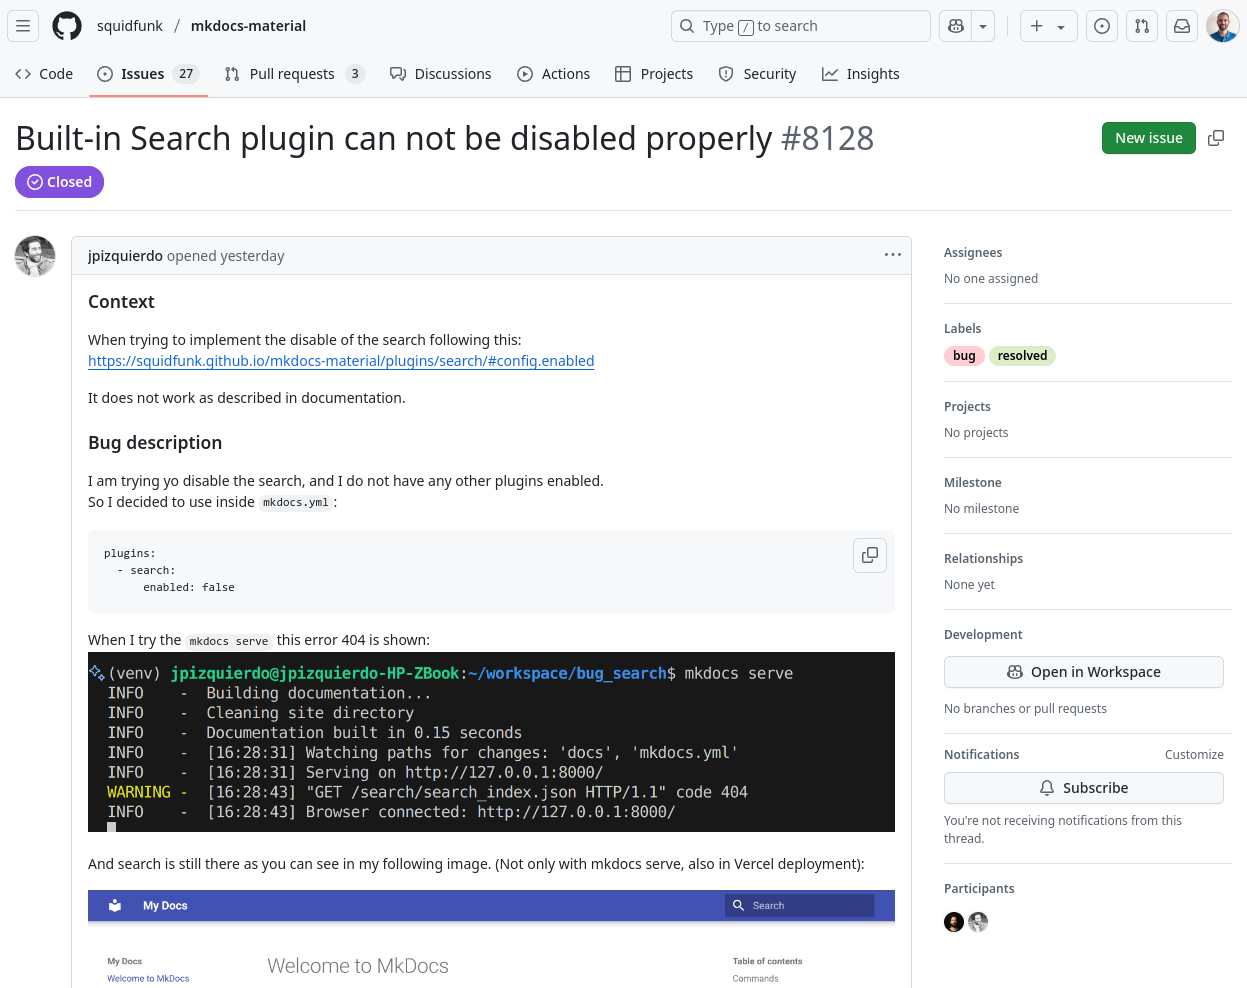 squidfunk / mkdocs-material
Type / to search
Code
Issues 27
Pull requests 3
Discussions
Actions
Projects
Security
Insights
Built-in Search plugin can not be disabled properly #8128
New issue
Closed
jpizquierdo opened yesterday
Context
When trying to implement the disable of the search following this:
https://squidfunk.github.io/mkdocs-material/plugins/search/#config.enabled
It does not work as described in documentation.
Bug description
I am trying yo disable the search, and I do not have any other plugins enabled.
So I decided to use inside mkdocs.yml :
plugins:
  - search:
      enabled: false
When I try the mkdocs serve this error 404 is shown:
(venv) jpizquierdo@jpizquierdo-HP-ZBook:~/workspace/bug_search$ mkdocs serve
INFO    -  Building documentation...
INFO    -  Cleaning site directory
INFO    -  Documentation built in 0.15 seconds
INFO    -  [16:28:31] Watching paths for changes: 'docs', 'mkdocs.yml'
INFO    -  [16:28:31] Serving on http://127.0.0.1:8000/
WARNING -  [16:28:43] "GET /search/search_index.json HTTP/1.1" code 404
INFO    -  [16:28:43] Browser connected: http://127.0.0.1:8000/
And search is still there as you can see in my following image. (Not only with mkdocs serve, also in Vercel deployment):
My Docs
Search
My Docs
Welcome to MkDocs
Welcome to MkDocs
Table of contents
Commands
Assignees
No one assigned
Labels
bug resolved
Projects
No projects
Milestone
No milestone
Relationships
None yet
Development
Open in Workspace
No branches or pull requests
Notifications
Customize
Subscribe
You're not receiving notifications from this
thread.
Participants